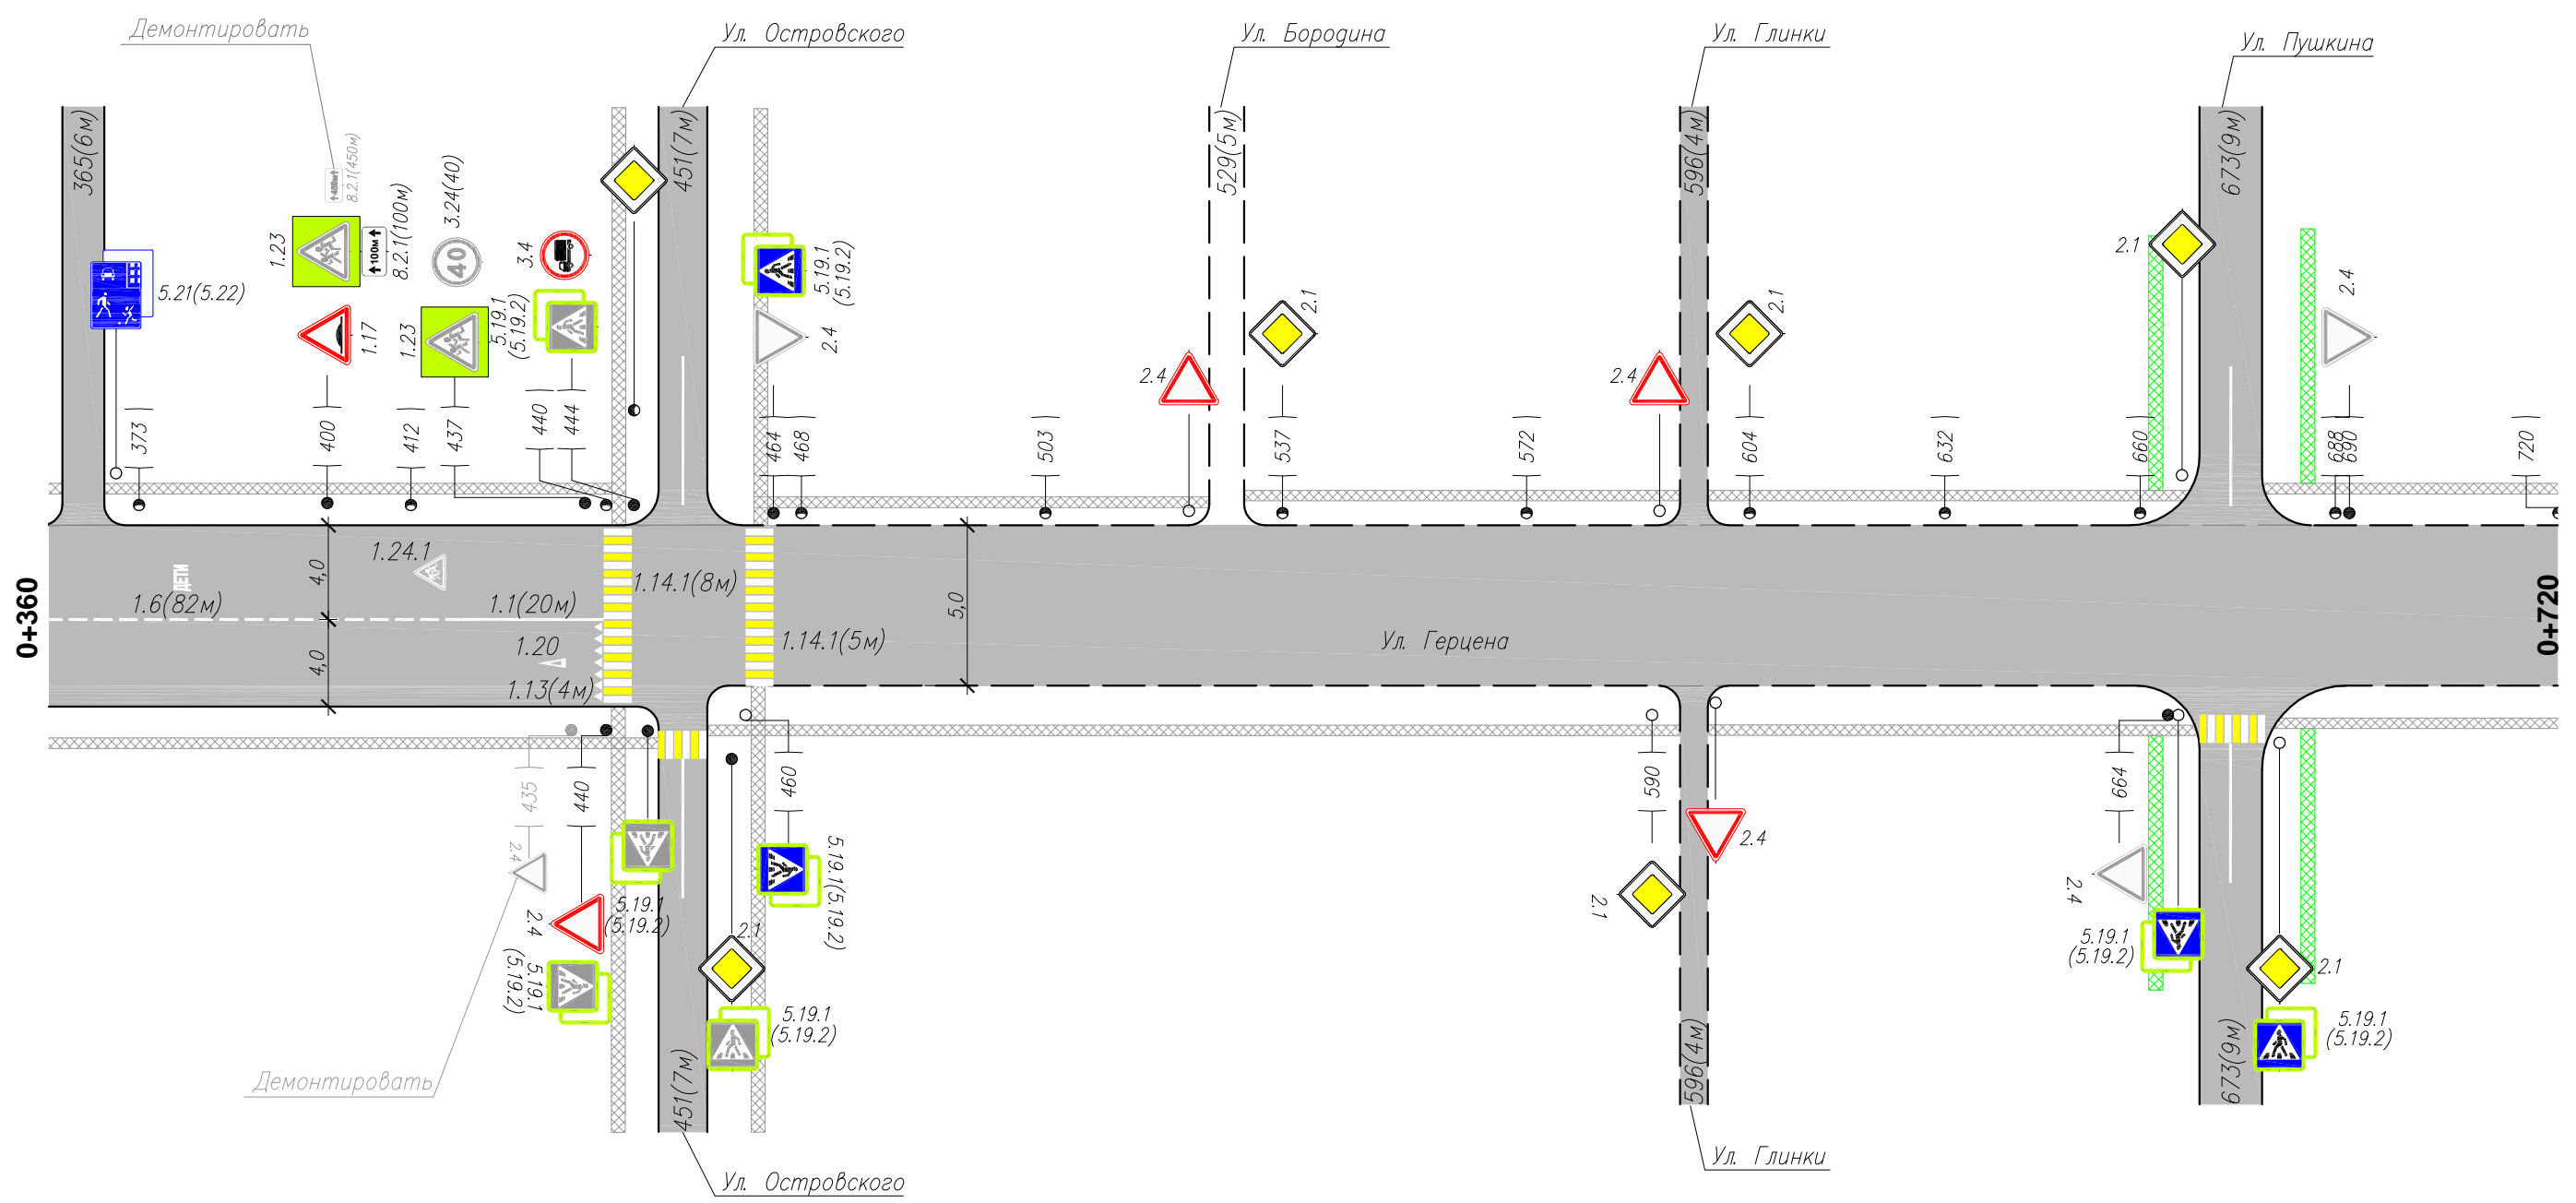 Демонтировать
Ул. Островского
Ул. Бородина
Ул. Глинки
Ул. Пушкина
365(6м)
451(7м)
529(5м)
596(4м)
673(9м)
450м
8.2.1(450м)
1.23
100м
8.2.1(100м)
3.24(40)
40
3.4
5.21(5.22)
1.17
1.23
5.19.1
(5.19.2)
5.19.1
(5.19.2)
2.4
2.4
2.1
2.4
2.1
2.1
2.4
373
400
412
437
440
444
464
468
503
537
572
604
632
660
688
690
720
0+360
ДЕТИ
1.24.1
4,0
1.6(82м)
1.1(20м)
1.14.1(8м)
1.20
4,0
1.13(4м)
1.14.1(5м)
5,0
Ул. Герцена
0+720
435
440
460
590
664
2.4
2.4
5.19.1
(5.19.2)
5.19.1
(5.19.2)
2.1
5.19.1(5.19.2)
5.19.1
(5.19.2)
2.1
2.4
2.4
5.19.1
(5.19.2)
2.1
5.19.1
(5.19.2)
Демонтировать
451(7м)
596(4м)
673(9м)
Ул. Островского
Ул. Глинки